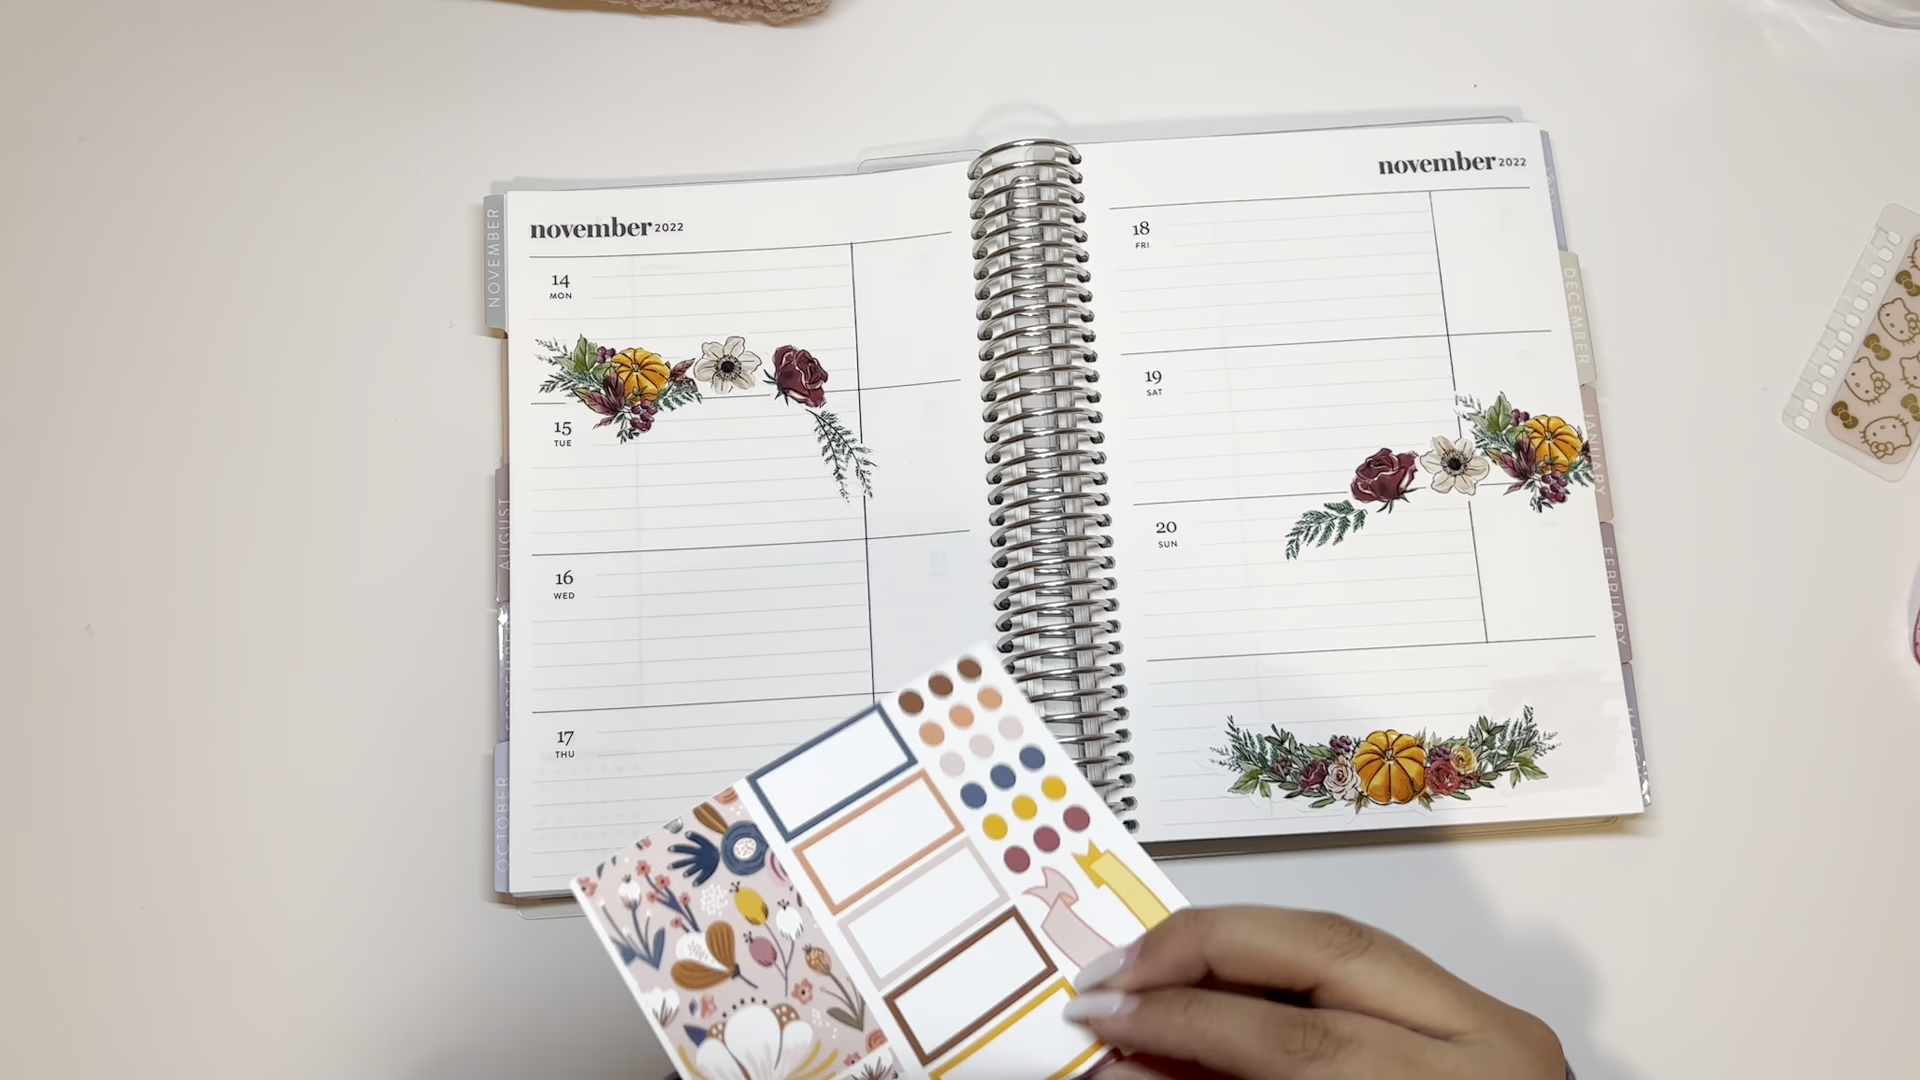 november 2022
14
MON
15
TUE
16
WED
17
THU
november 2022
18
FRI
19
SAT
20
SUN
NOVEMBER
AUGUST
SEPTEMBER
OCTOBER
DECEMBER
JANUARY
FEBRUARY